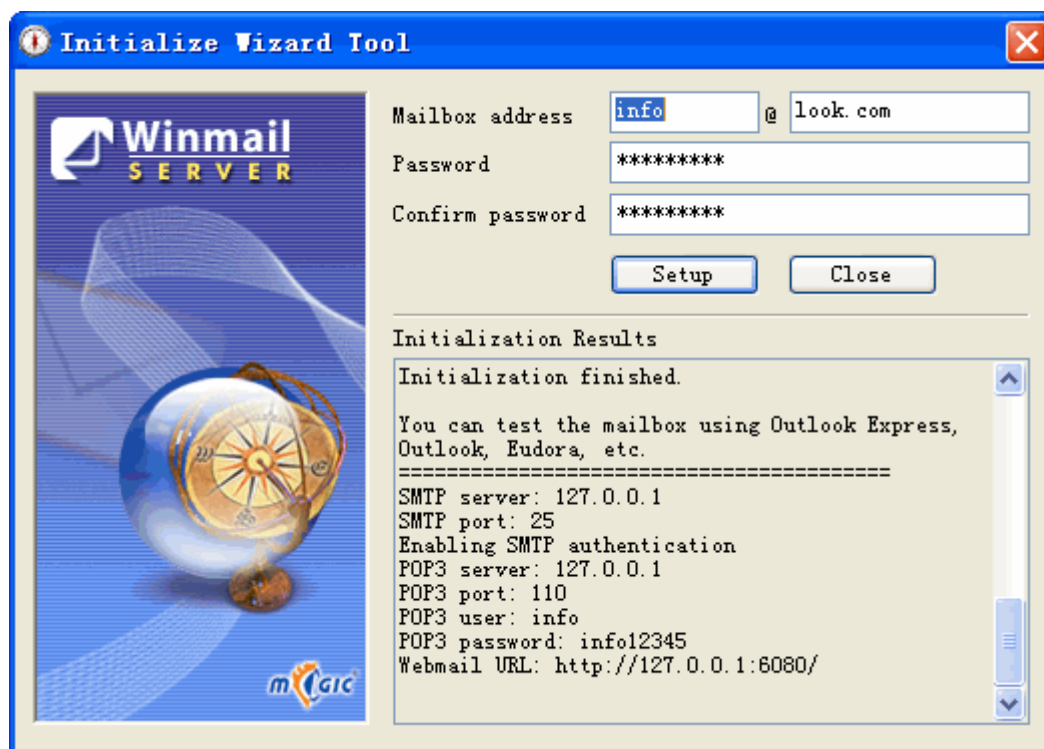 Initialize Wizard Tool
Winmail
SERVER
Mailbox address info @ look.com
Password *********
Confirm password *********
Setup Close
Initialization Results
Initialization finished.
You can test the mailbox using Outlook Express,
Outlook, Eudora, etc.
=========================================
SMTP server: 127.0.0.1
SMTP port: 25
Enabling SMTP authentication
POP3 server: 127.0.0.1
POP3 port: 110
POP3 user: info
POP3 password: info12345
Webmail URL: http://127.0.0.1:6080/